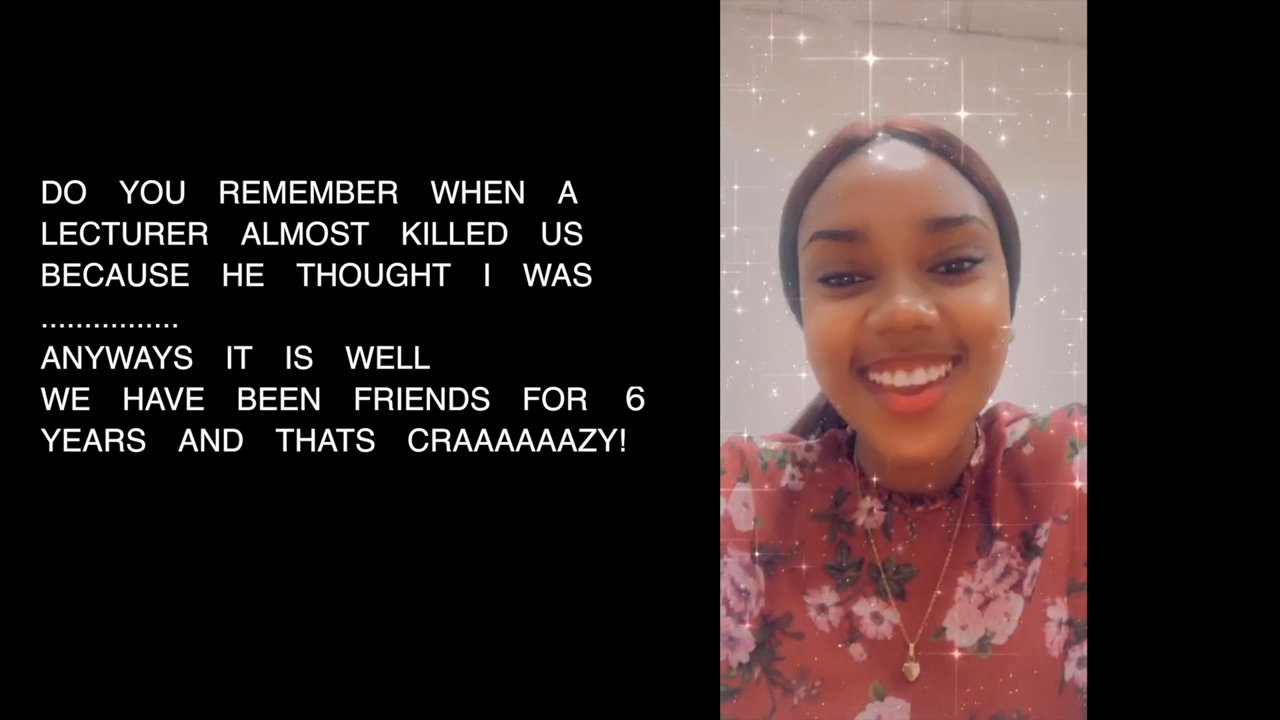 DO YOU REMEMBER WHEN A
LECTURER ALMOST KILLED US
BECAUSE HE THOUGHT I WAS
................
ANYWAYS IT IS WELL
WE HAVE BEEN FRIENDS FOR 6
YEARS AND THATS CRAAAAAAZY!